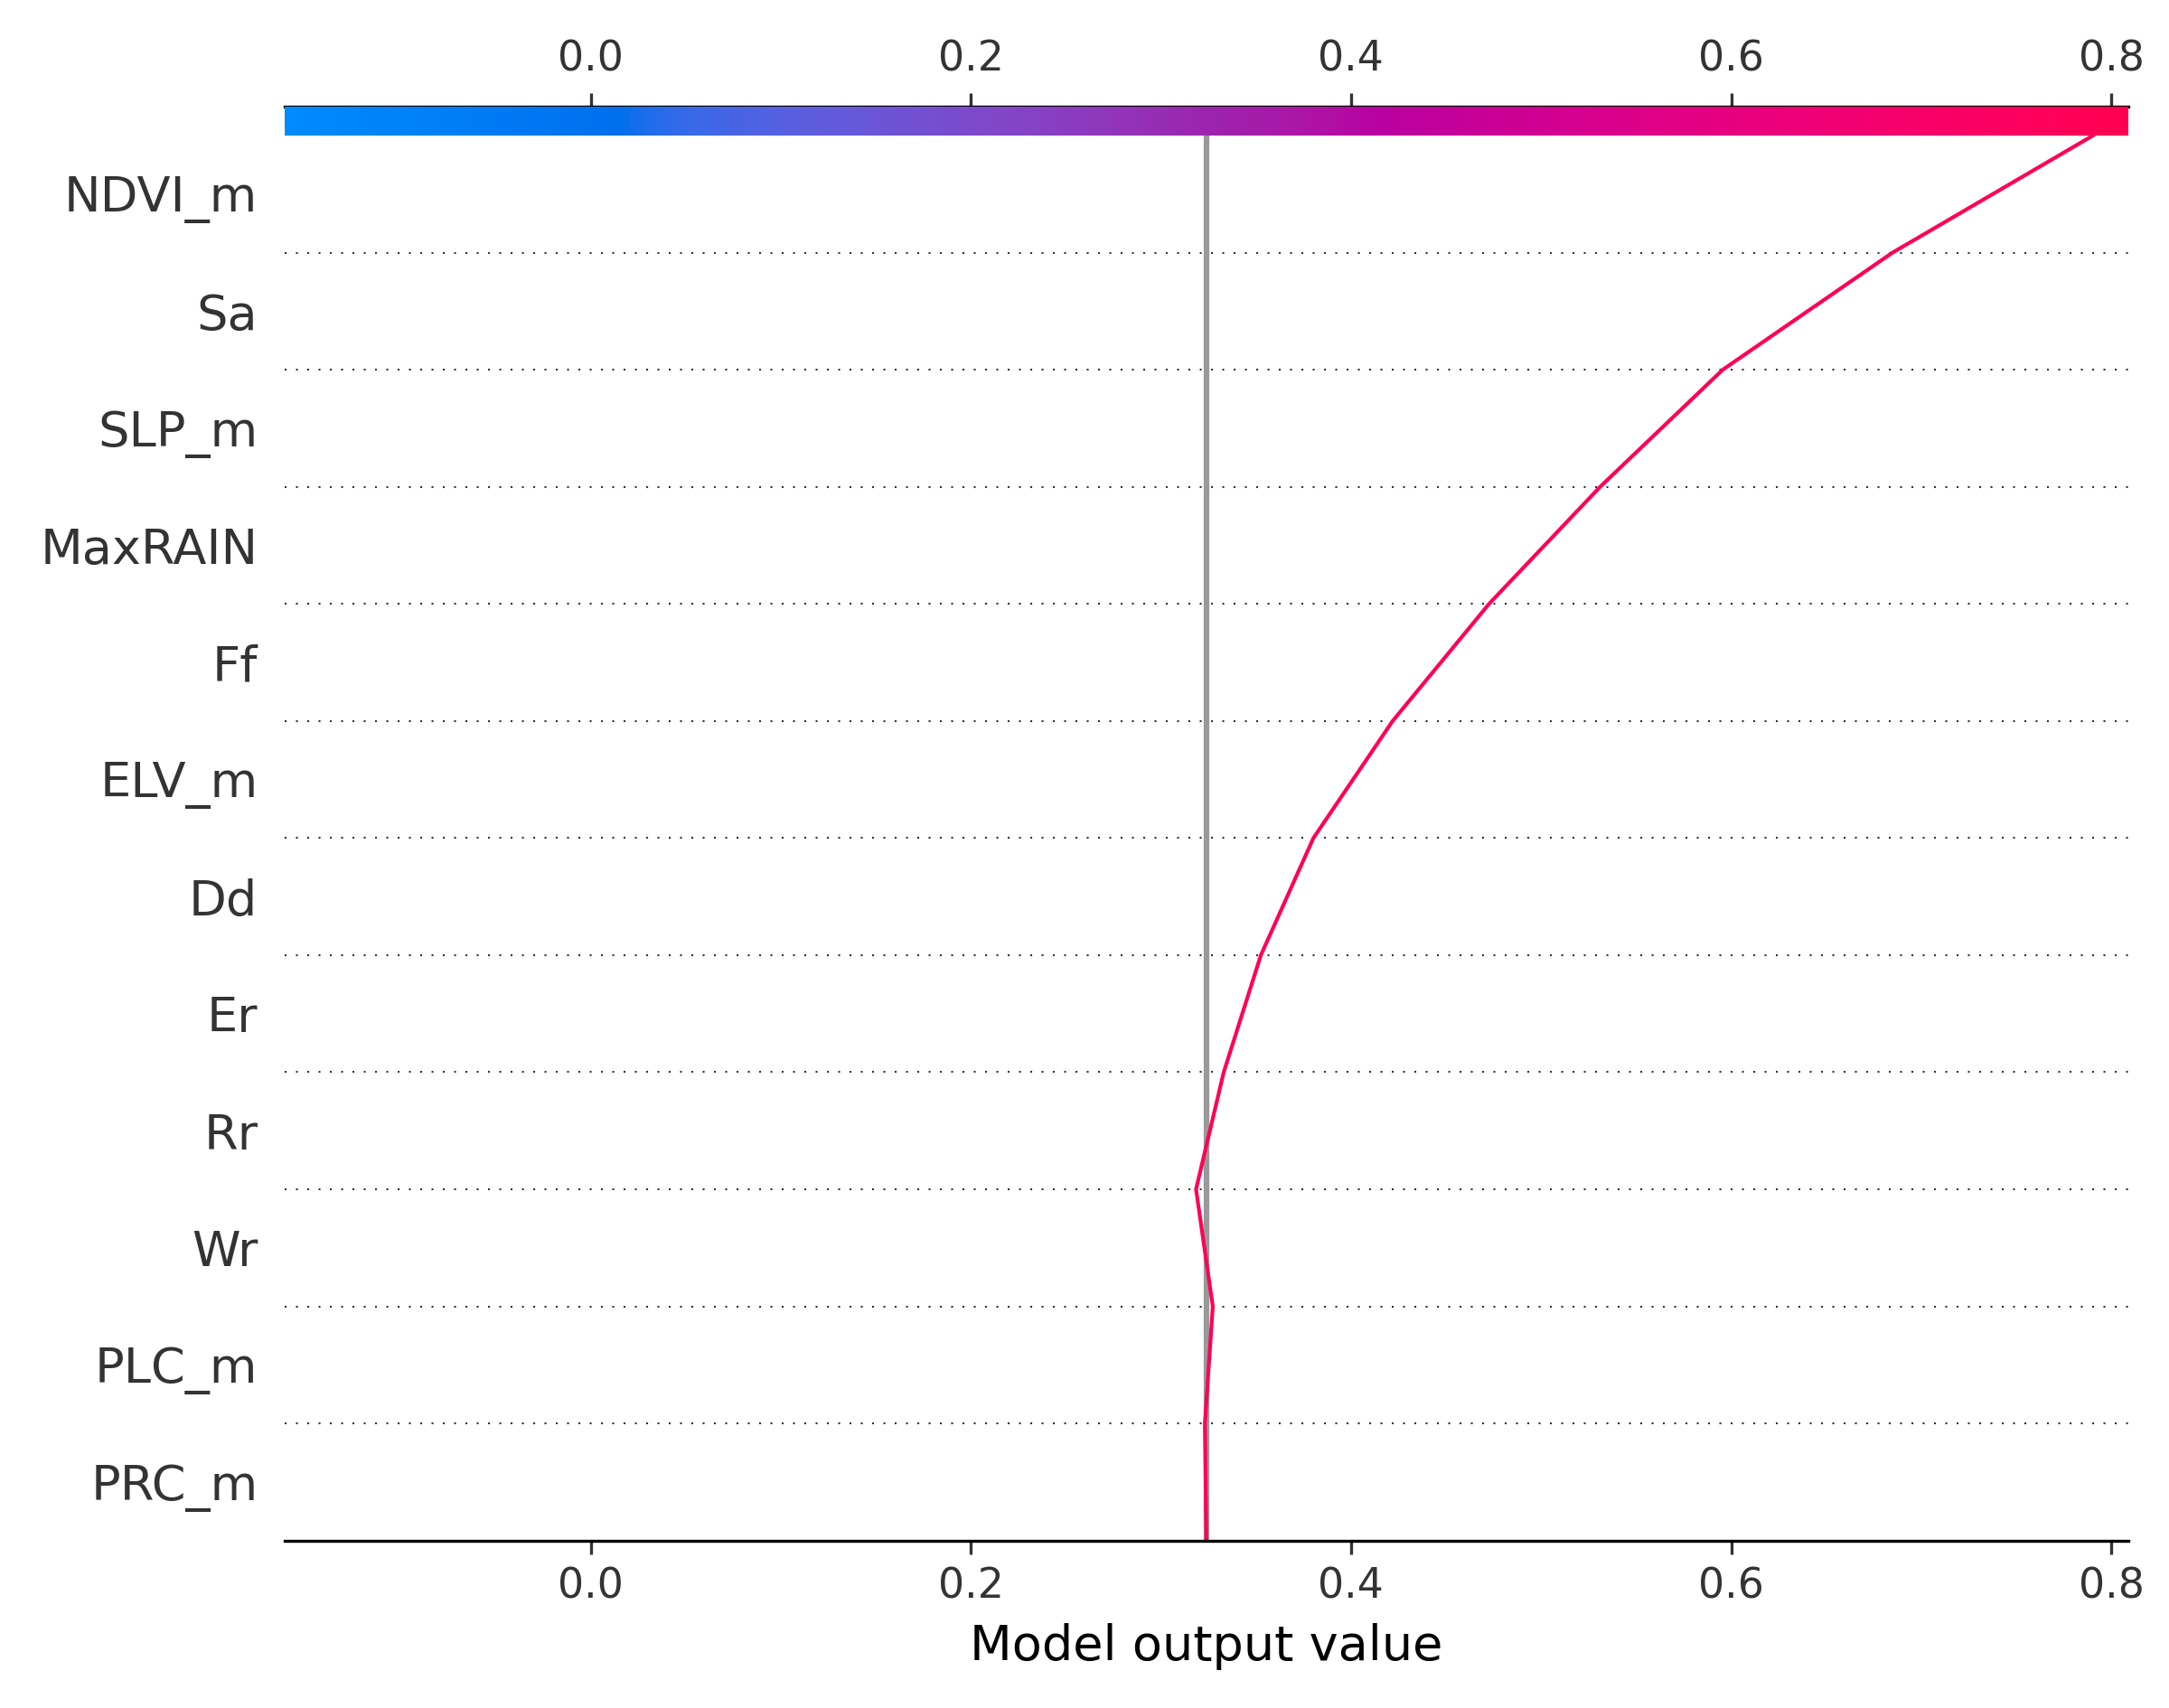 0.0 0.2 0.4 0.6 0.8
NDVI_m
Sa
SLP_m
MaxRAIN
Ff
ELV_m
Dd
Er
Rr
Wr
PLC_m
PRC_m
0.0 0.2 0.4 0.6 0.8
Model output value